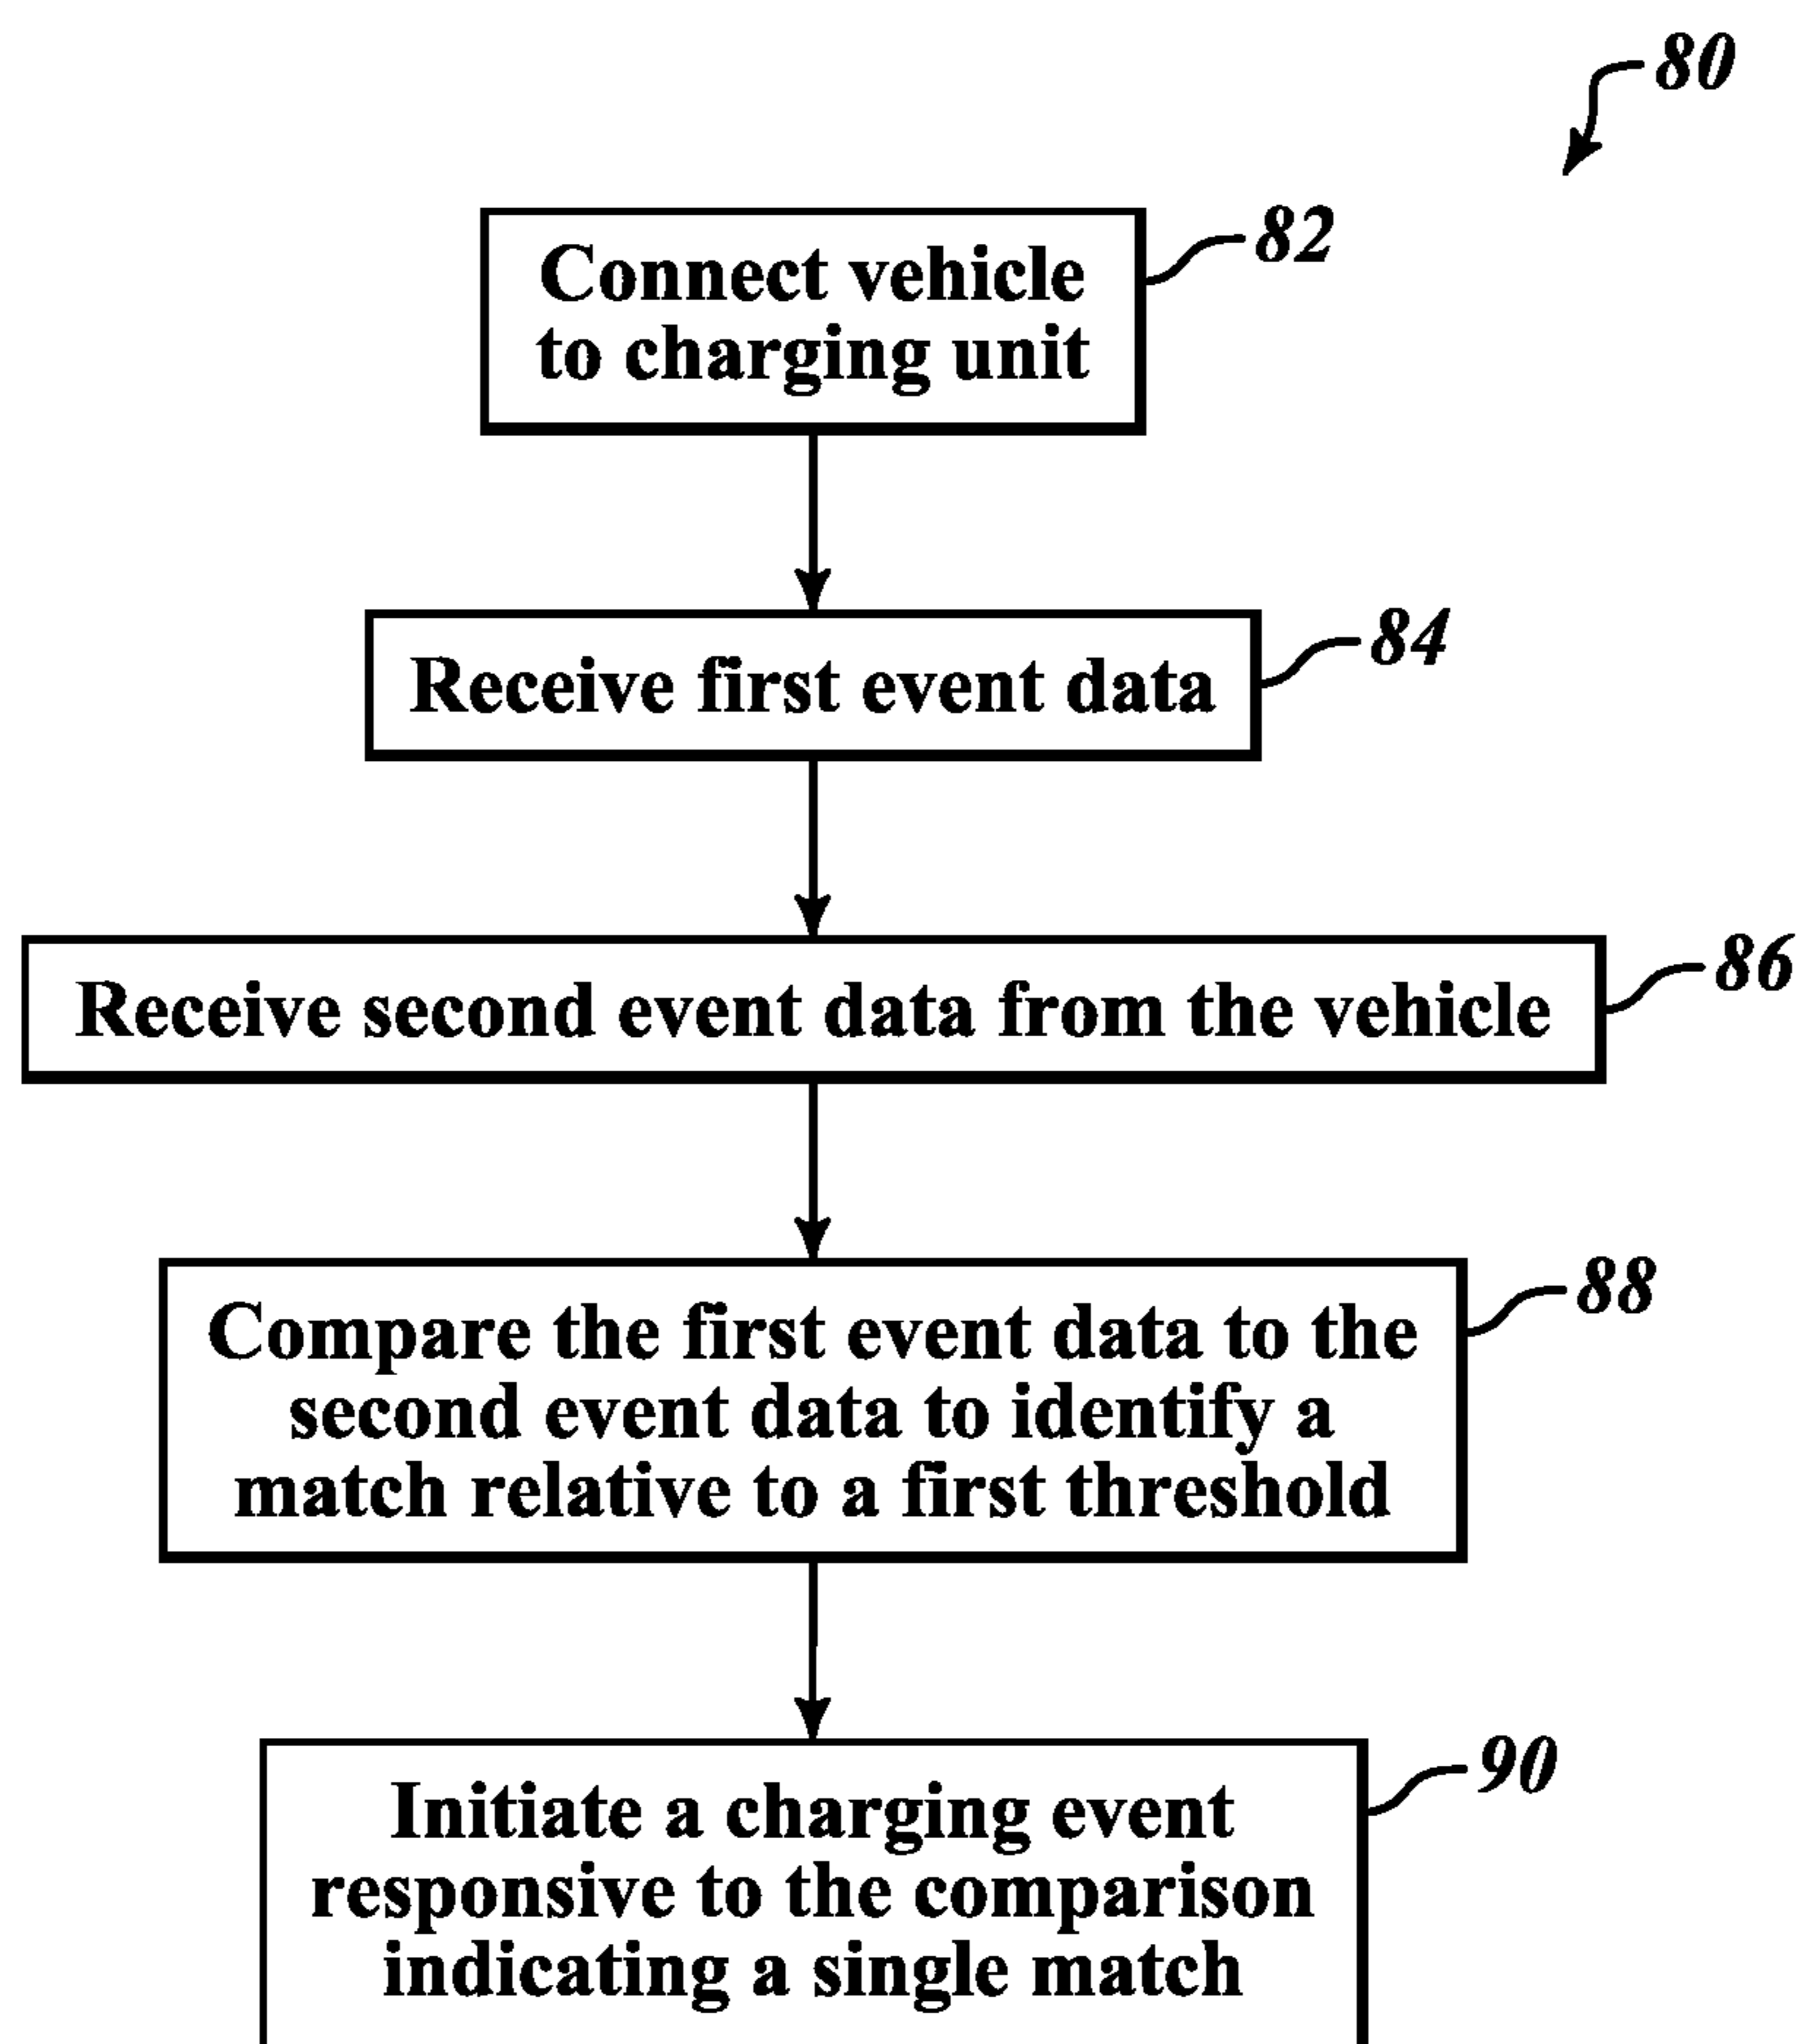 80
Connect vehicle
to charging unit
82
Receive first event data
84
Receive second event data from the vehicle
86
Compare the first event data to the
second event data to identify a
match relative to a first threshold
88
Initiate a charging event
responsive to the comparison
indicating a single match
90